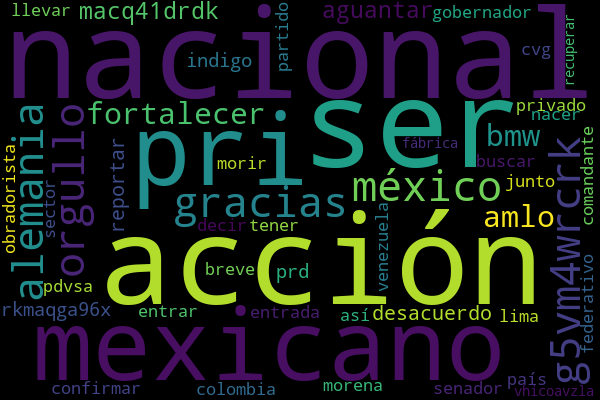 llevar macq41drdk aguantar gobernador
nacional
indigo partido cvg recuperar
alemania orgullo fortalecer pri ser bmw privado nacer
obradorista sector reportar morir fábrica buscar comandante
gracias méxico junto amlo
decir tener
acción
breve prd venezuela g5vm4wrcrk federativo
pdvsa
rkmaqga96x entrar entrada así desacuerdo lima
mexicano
confirmar colombia morena senador país vhicoavzla